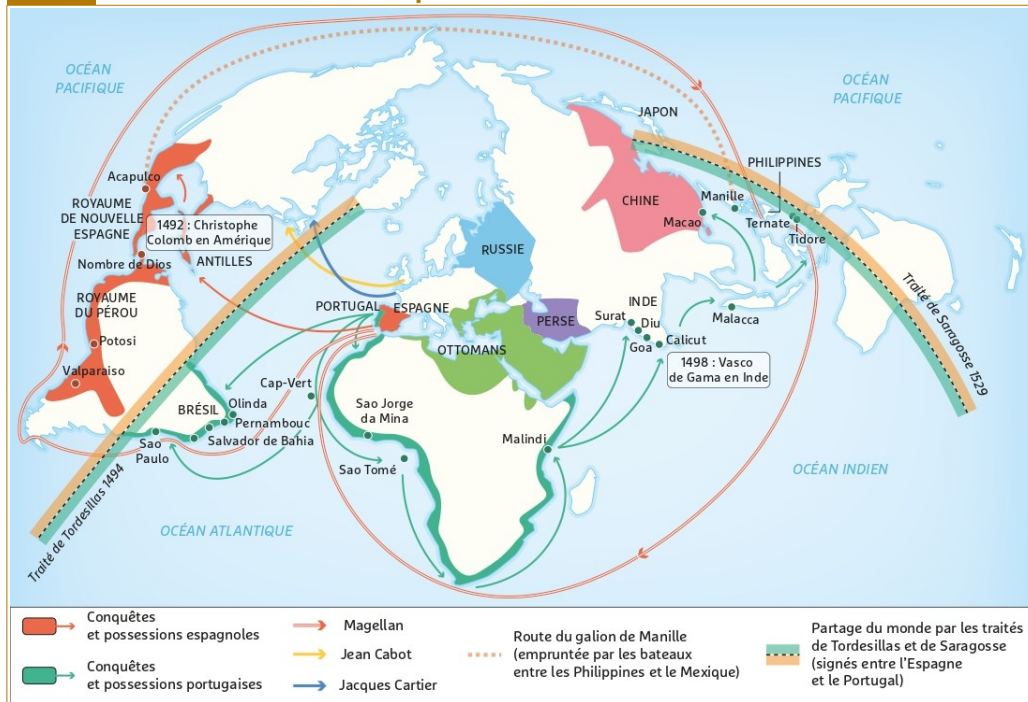 OCÉAN
PACIFIQUE
OCÉAN
PACIFIQUE
JAPON
PHILIPPINES
Acapulco
CHINE
Manille
ROYAUME
DE NOUVELLE
ESPAGNE
1492 : Christophe
Colomb en Amérique
Macao
Ternate
Tidore
RUSSIE
Nombre de Dios
ANTILLES
ROYAUME
DU PÉROU
PORTUGAL
ESPAGNE
PERSE
INDE
Surat
Diu
Goa
Calicut
Malacca
Traité de Saragosse 1529
OTTOMANS
Potosi
1498 : Vasco
de Gama en Inde
Valparaiso
Cap-Vert
BRÉSIL
Olinda
Pernambouc
Salvador de Bahia
Sao
Paulo
Sao Jorge
da Mina
Malindi
Sao Tomé
Traité de Tordesillas 1494
OCÉAN ATLANTIQUE
OCÉAN INDIEN
Conquêtes
et possessions espagnoles
Conquêtes
et possessions portugaises
Magellan
Jean Cabot
Jacques Cartier
Route du galion de Manille
(empruntée par les bateaux
entre les Philippines et le Mexique)
Partage du monde par les traités
de Tordesillas et de Saragosse
(signés entre l'Espagne
et le Portugal)